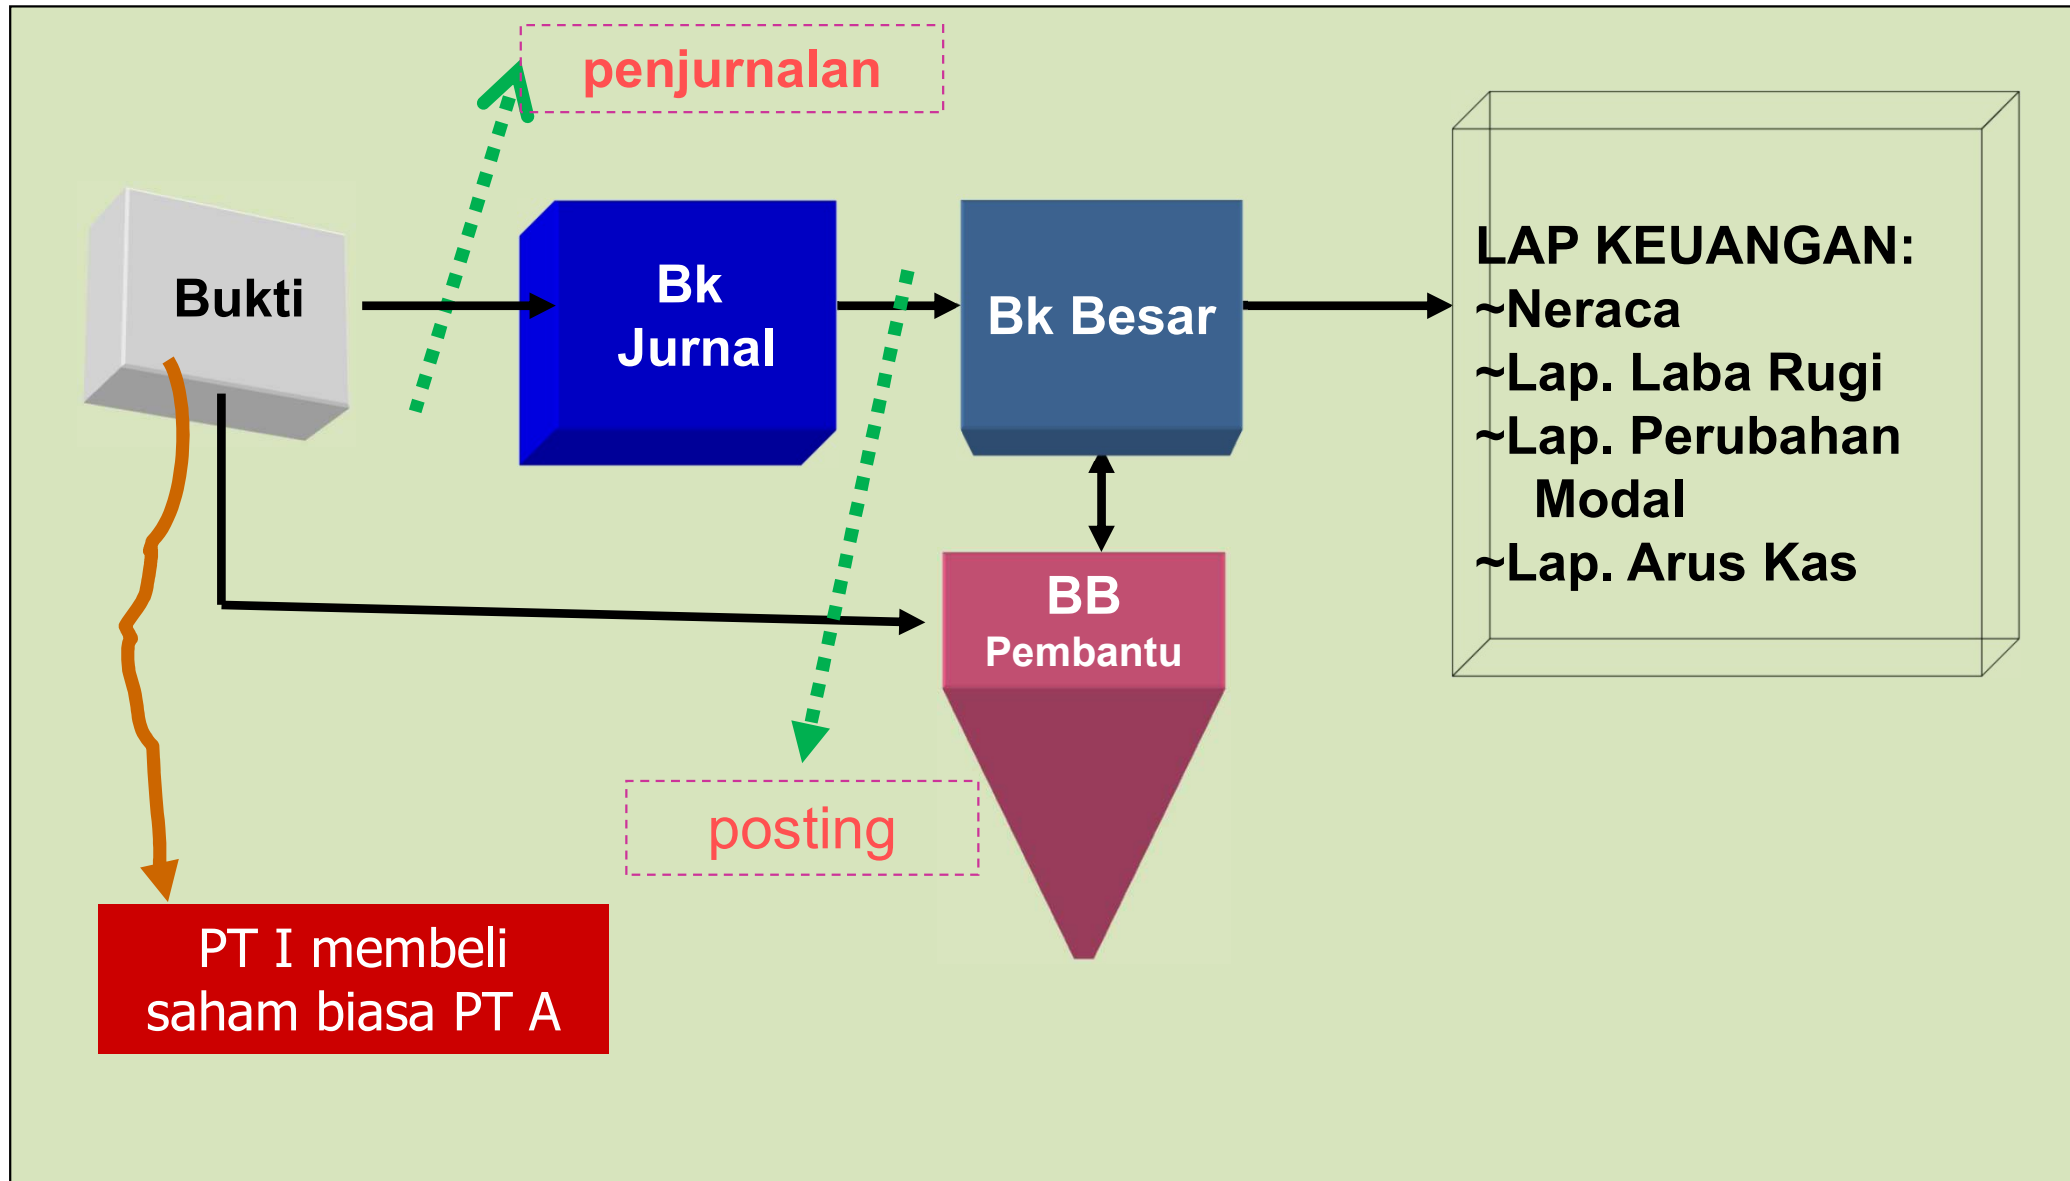 penjurnalan
Bukti
Bk
Jurnal
Bk Besar
LAP KEUANGAN:
~Neraca
~Lap. Laba Rugi
~Lap. Perubahan
Modal
~Lap. Arus Kas
BB
Pembantu
posting
PT I membeli
saham biasa PT A